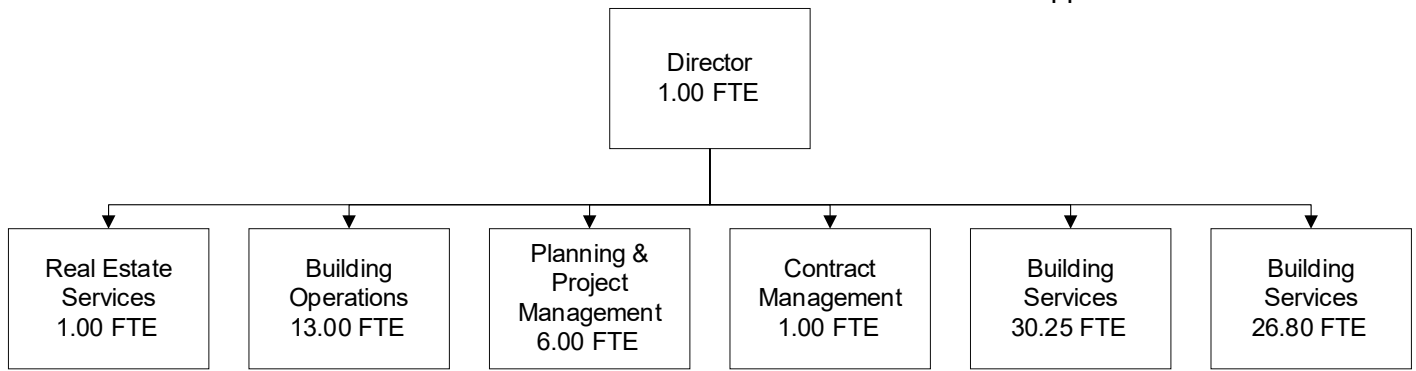 Director
1.00 FTE
Real Estate
Services
1.00 FTE
Building
Operations
13.00 FTE
Planning &
Project
Management
6.00 FTE
Contract
Management
1.00 FTE
Building
Services
30.25 FTE
Building
Services
26.80 FTE